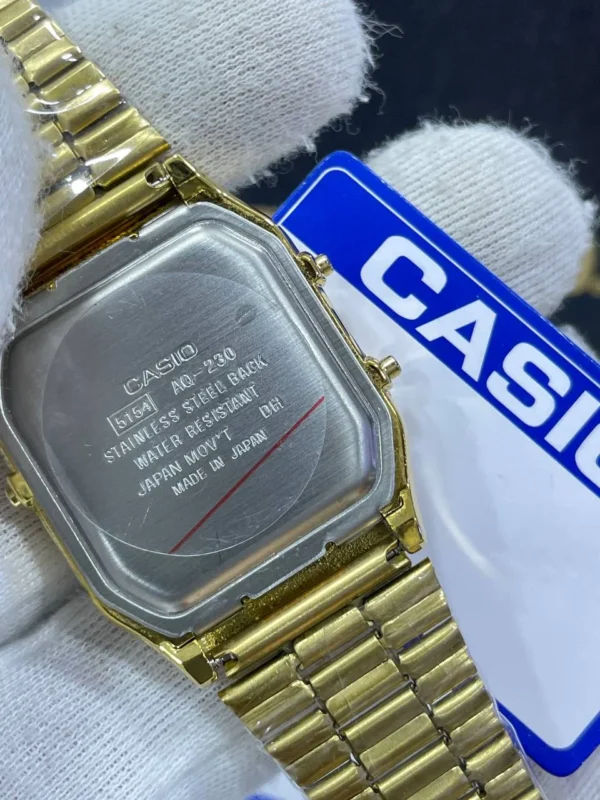 CASIO
5154 AQ-230
STAINLESS STEEL BACK
WATER RESISTANT
JAPAN MOV'T DH
MADE IN JAPAN
CASIO